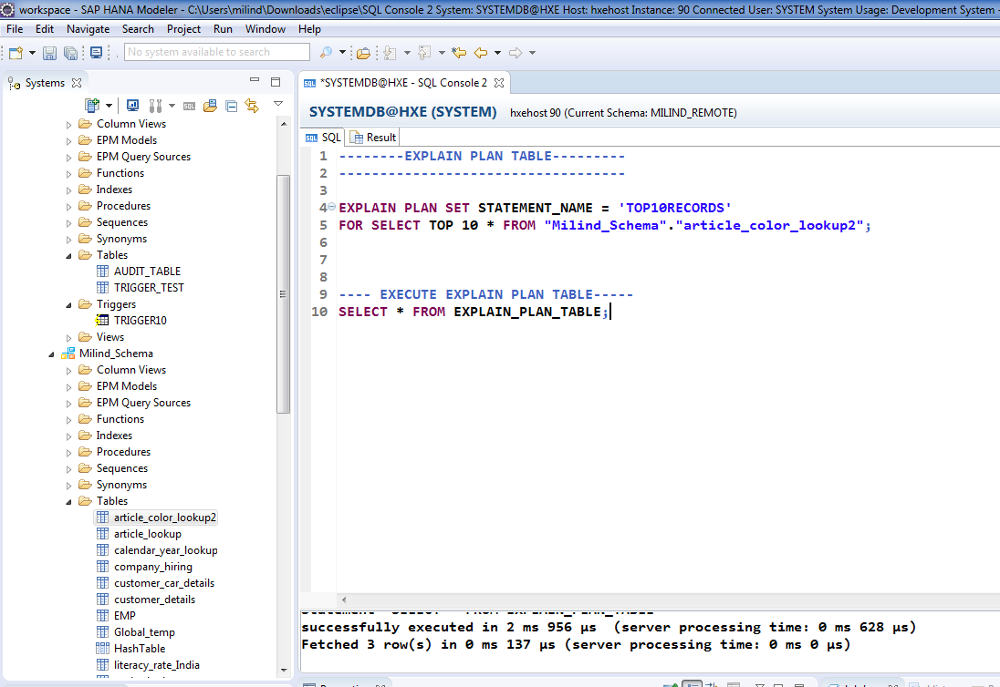 workspace - SAP HANA Modeler - C:\Users\milind\Downloads\eclipse\SQL Console 2 System: SYSTEMDB@HXE Host: hxehost Instance: 90 Connected User: SYSTEM System Usage: Development System -
File Edit Navigate Search Project Run Window Help
No system available to search
Systems
*SYSTEMDB@HXE - SQL Console 2
SYSTEMDB@HXE (SYSTEM) hxehost 90 (Current Schema: MILIND_REMOTE)
SQL Result
Column Views
EPM Models
EPM Query Sources
Functions
Indexes
Procedures
Sequences
Synonyms
Tables
AUDIT_TABLE
TRIGGER_TEST
Triggers
TRIGGER10
Views
Milind_Schema
Column Views
EPM Models
EPM Query Sources
Functions
Indexes
Procedures
Sequences
Synonyms
Tables
article_color_lookup2
article_lookup
calendar_year_lookup
company_hiring
customer_car_details
customer_details
EMP
Global_temp
HashTable
literacy_rate_India
1 --------EXPLAIN PLAN TABLE---------
2 -----------------------------------
3
4 EXPLAIN PLAN SET STATEMENT_NAME = 'TOP10RECORDS'
5 FOR SELECT TOP 10 * FROM "Milind_Schema"."article_color_lookup2";
6
7
8
9 ---- EXECUTE EXPLAIN PLAN TABLE-----
10 SELECT * FROM EXPLAIN_PLAN_TABLE;
successfully executed in 2 ms 956 µs (server processing time: 0 ms 628 µs)
Fetched 3 row(s) in 0 ms 137 µs (server processing time: 0 ms 0 µs)